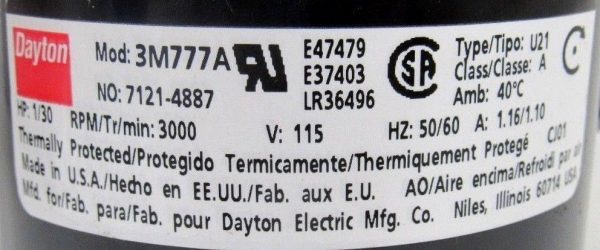 Dayton
Mod: 3M777A
NO: 7121-4887
E47479
E37403
LR36496
Type/Tipo: U21
Class/Classe: A
Amb: 40°C
HP: 1/30 RPM/Tr/min: 3000 V: 115 HZ: 50/60 A: 1.16/1.10
Thermally Protected/Protegido Termicamente/Thermiquement Protegé CJ01
Made in U.S.A./Hecho en EE.UU./Fab. aux E.U. AO/Aire encima/Refroidi par air
Mfd. for/Fab. para/Fab. pour Dayton Electric Mfg. Co. Niles, Illinois 60714 USA